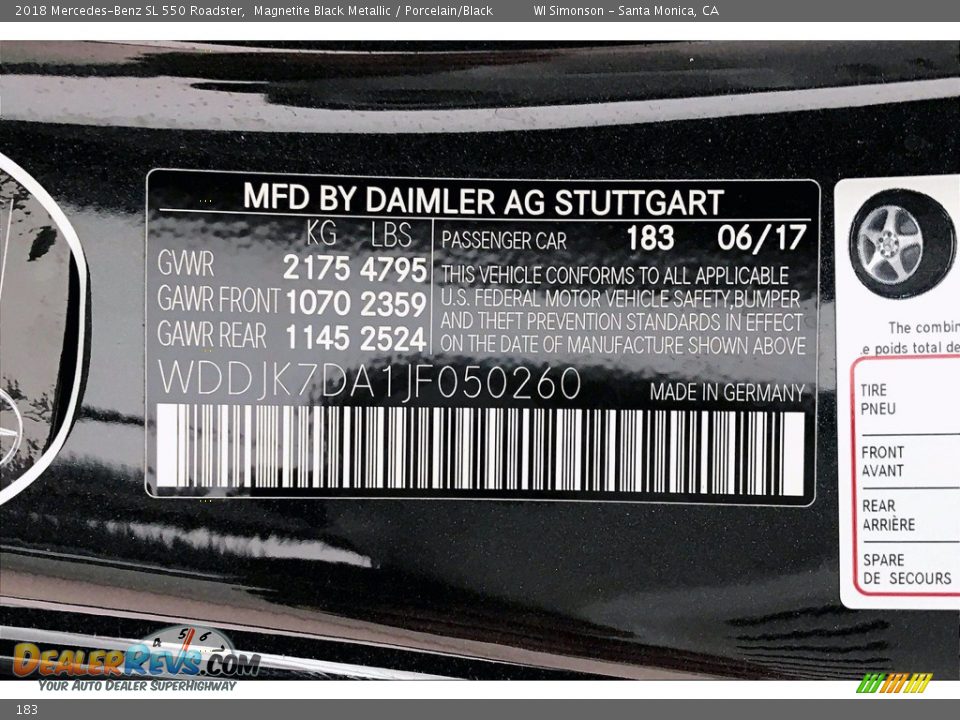 2018 Mercedes-Benz SL 550 Roadster, Magnetite Black Metallic / Porcelain/Black WI Simonson - Santa Monica, CA
MFD BY DAIMLER AG STUTTGART
KG LBS
GWWR 2175 4795
GAWR FRONT 1070 2359
GAWR REAR 1145 2524
PASSENGER CAR 183 06/17
THIS VEHICLE CONFORMS TO ALL APPLICABLE
U.S. FEDERAL MOTOR VEHICLE SAFETY,BUMPER
AND THEFT PREVENTION STANDARDS IN EFFECT
ON THE DATE OF MANUFACTURE SHOWN ABOVE
WDDJK7DA1JF050260
MADE IN GERMANY
The combin
e poids total de
TIRE
PNEU
FRONT
AVANT
REAR
ARRIÈRE
SPARE
DE SECOURS
5 6
DealerRevs.com
Your Auto Dealer SuperHighway
183